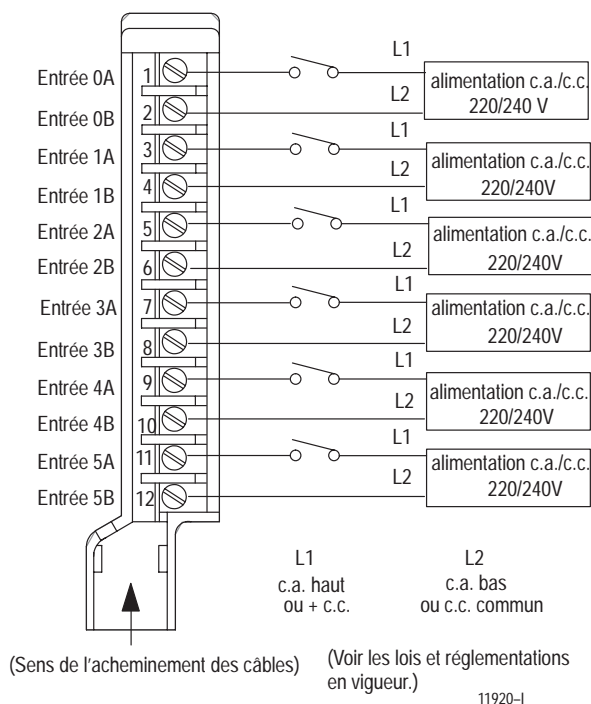 L1
Entrée 0A 1 alimentation c.a./c.c.
220/240 V
L2
Entrée 0B 2
L1
Entrée 1A 3 alimentation c.a./c.c.
220/240V
L2
Entrée 1B 4
L1
Entrée 2A 5 alimentation c.a./c.c.
220/240V
L2
Entrée 2B 6
L1
Entrée 3A 7 alimentation c.a./c.c.
220/240V
L2
Entrée 3B 8
L1
Entrée 4A 9 alimentation c.a./c.c.
220/240V
L2
Entrée 4B 10
L1
Entrée 5A 11 alimentation c.a./c.c.
220/240V
L2
Entrée 5B 12
L1
c.a. haut
ou + c.c.
L2
c.a. bas
ou c.c. commun
(Sens de l'acheminement des câbles)
(Voir les lois et réglementations
en vigueur.)
11920–I